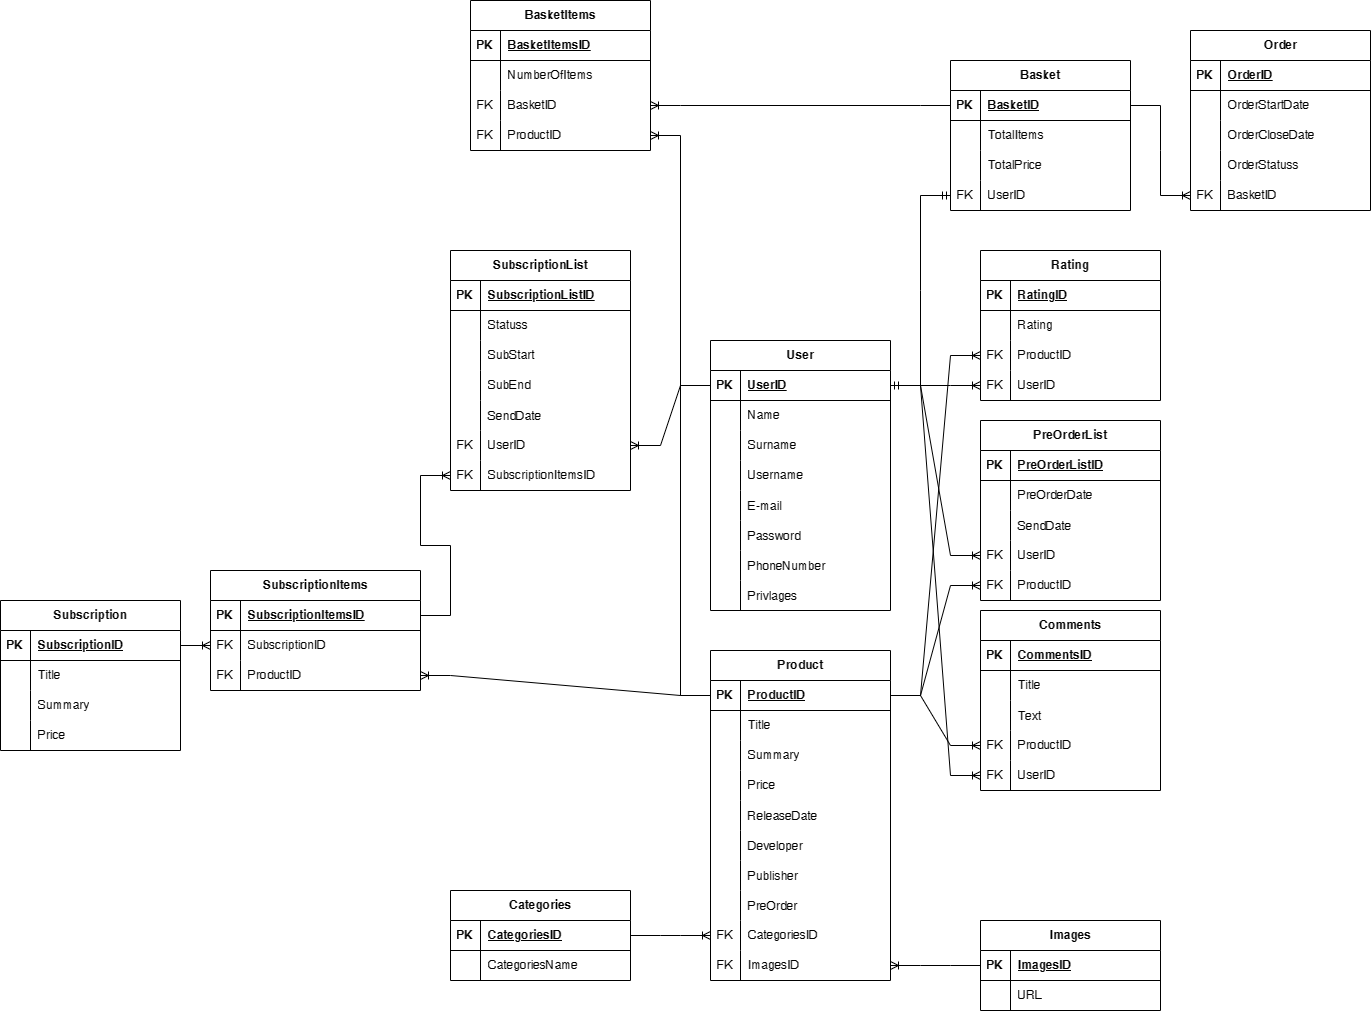 BasketItems
PK BasketItemsID
NumberOfItems
FK BasketID
FK ProductID
Basket
PK BasketID
TotalItems
TotalPrice
FK UserID
Order
PK OrderID
OrderStartDate
OrderCloseDate
OrderStatuss
FK BasketID
SubscriptionList
PK SubscriptionListID
Statuss
SubStart
SubEnd
SendDate
FK UserID
FK SubscriptionItemsID
User
PK UserID
Name
Surname
Username
E-mail
Password
PhoneNumber
Privlages
Rating
PK RatingID
Rating
FK ProductID
FK UserID
PreOrderList
PK PreOrderListID
PreOrderDate
SendDate
FK UserID
FK ProductID
Subscription
PK SubscriptionID
Title
Summary
Price
SubscriptionItems
PK SubscriptionItemsID
FK SubscriptionID
FK ProductID
Product
PK ProductID
Title
Summary
Price
ReleaseDate
Developer
Publisher
PreOrder
FK CategoriesID
FK ImagesID
Comments
PK CommentsID
Title
Text
FK ProductID
FK UserID
Categories
PK CategoriesID
CategoriesName
Images
PK ImagesID
URL